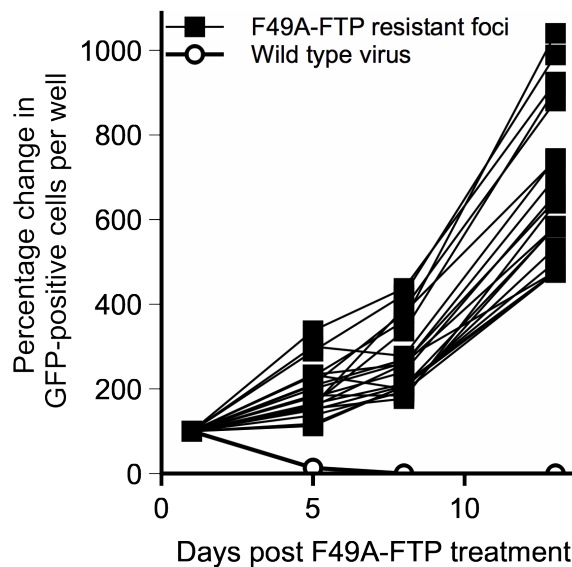 F49A-FTP resistant foci
Wild type virus
Percentage change in
GFP-positive cells per well
1000
800
600
400
200
0
0
5
10
Days post F49A-FTP treatment